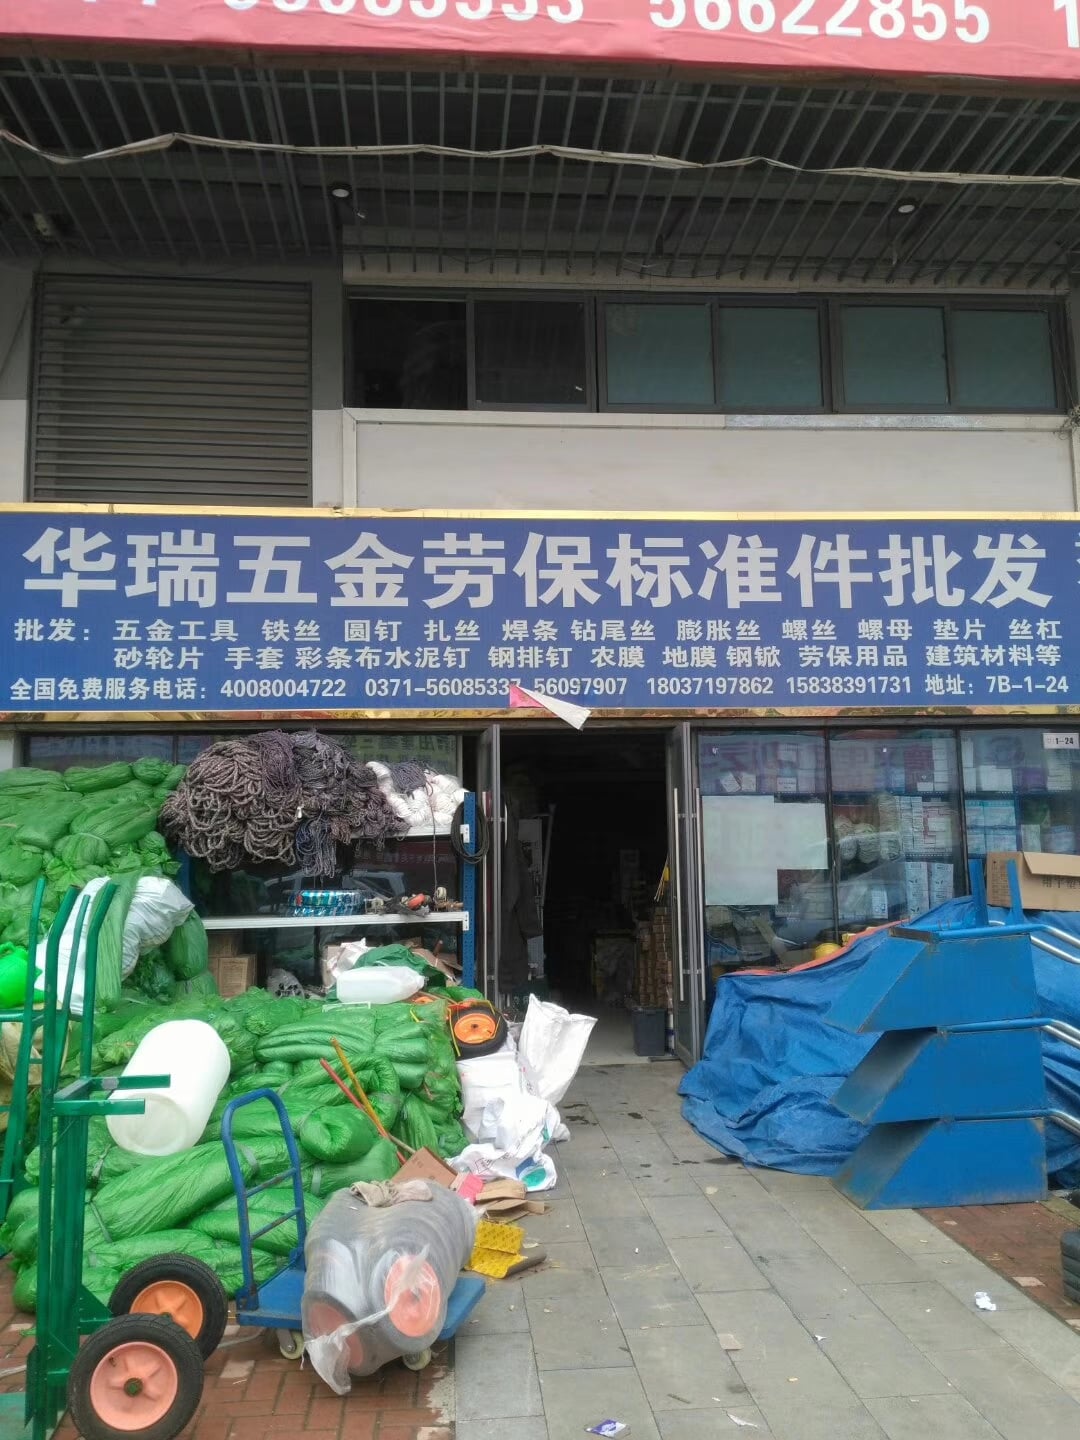 56622855
华瑞五金劳保标准件批发
批发：五金工具 铁丝 圆钉 扎丝 焊条 钻尾丝 膨胀丝 螺丝 螺母 垫片 丝杠
砂轮片 手套 彩条布水泥钉 钢排钉 农膜 地膜 钢锨 劳保用品 建筑材料等
全国免费服务电话：4008004722 0371-56085337 56097907 18037197862 15838391731 地址：7B-1-24
1-24